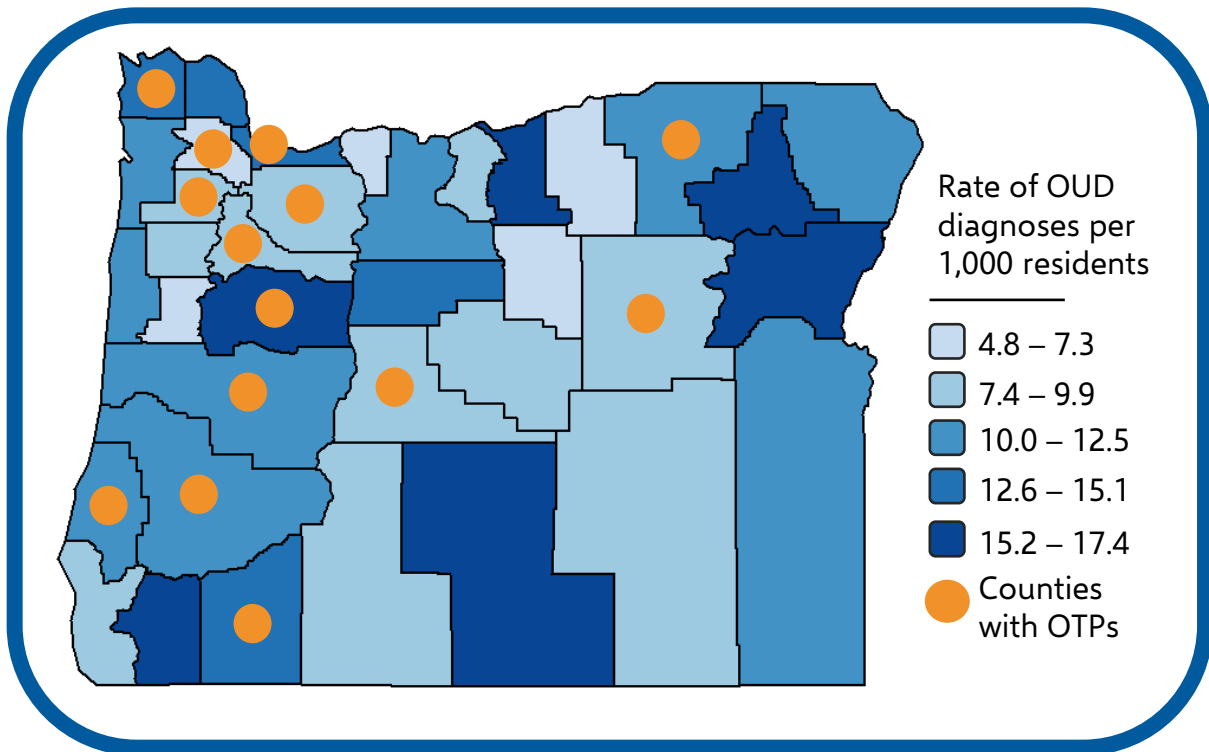 Rate of OUD
diagnoses per
1,000 residents
4.8 – 7.3
7.4 – 9.9
10.0 – 12.5
12.6 – 15.1
15.2 – 17.4
Counties
with OTPs